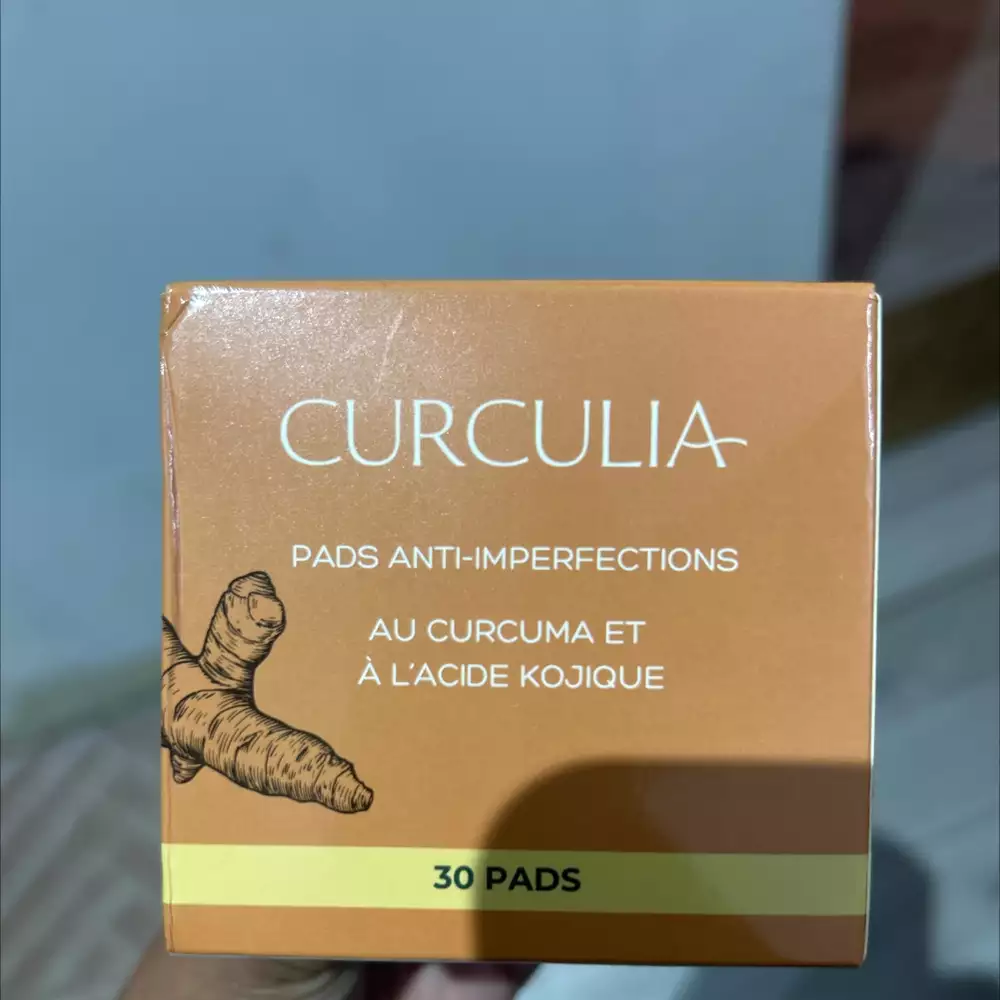 CURCULIA
PADS ANTI-IMPERFECTIONS
AU CURCUMA ET
À L'ACIDE KOJIQUE
30 PADS